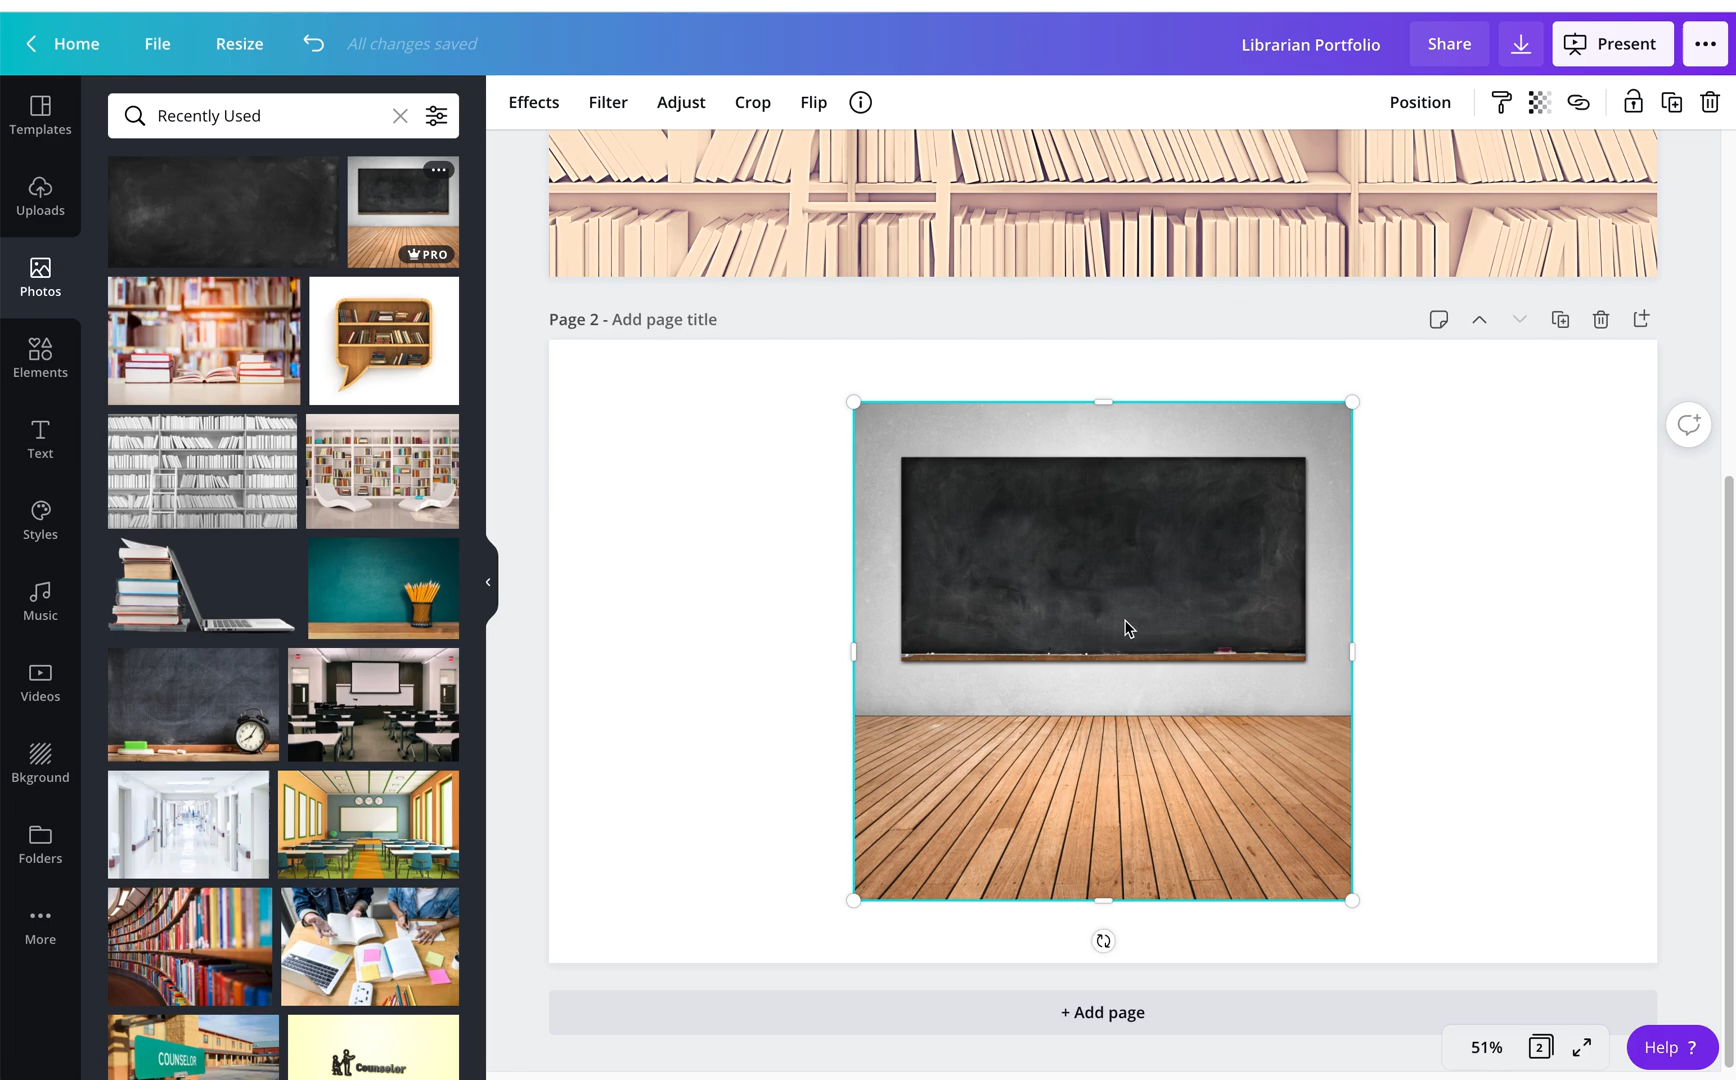 Home File Resize All changes saved Librarian Portfolio Share Present
Templates
Uploads
Photos
Elements
Text
Styles
Music
Videos
Bkground
Folders
More
Recently Used
PRO
COUNSELOR
Counselor
Effects Filter Adjust Crop Flip Position
Page 2 - Add page title
+ Add page
51% 2 Help ?